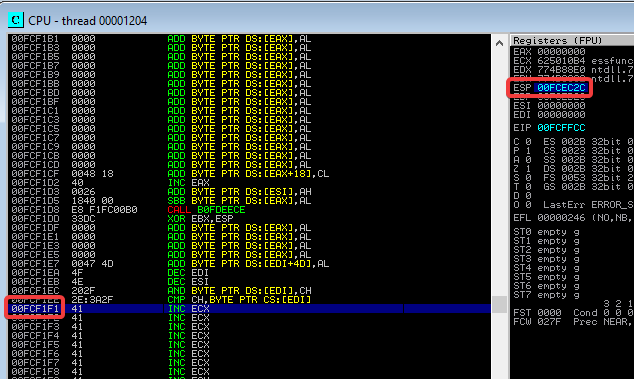 CPU - thread 00001204
00FCF1B1 0000 ADD BYTE PTR DS:[EAX],AL
00FCF1B3 0000 ADD BYTE PTR DS:[EAX],AL
00FCF1B5 0000 ADD BYTE PTR DS:[EAX],AL
00FCF1B7 0000 ADD BYTE PTR DS:[EAX],AL
00FCF1B9 0000 ADD BYTE PTR DS:[EAX],AL
00FCF1BB 0000 ADD BYTE PTR DS:[EAX],AL
00FCF1BD 0000 ADD BYTE PTR DS:[EAX],AL
00FCF1BF 0000 ADD BYTE PTR DS:[EAX],AL
00FCF1C1 0000 ADD BYTE PTR DS:[EAX],AL
00FCF1C3 0000 ADD BYTE PTR DS:[EAX],AL
00FCF1C5 0000 ADD BYTE PTR DS:[EAX],AL
00FCF1C7 0000 ADD BYTE PTR DS:[EAX],AL
00FCF1C9 0000 ADD BYTE PTR DS:[EAX],AL
00FCF1CB 0000 ADD BYTE PTR DS:[EAX],AL
00FCF1CD 0000 ADD BYTE PTR DS:[EAX],AL
00FCF1CF 0048 18 ADD BYTE PTR DS:[EAX+18],CL
00FCF1D2 40 INC EAX
00FCF1D3 0026 ADD BYTE PTR DS:[ESI],AH
00FCF1D5 1840 00 SBB BYTE PTR DS:[EAX],AL
00FCF1D8 E8 F1FC00B0 CALL B0FDEECE
00FCF1DD 33DC XOR EBX,ESP
00FCF1DF 0000 ADD BYTE PTR DS:[EAX],AL
00FCF1E1 0000 ADD BYTE PTR DS:[EAX],AL
00FCF1E3 0000 ADD BYTE PTR DS:[EAX],AL
00FCF1E5 0000 ADD BYTE PTR DS:[EAX],AL
00FCF1E7 0047 4D ADD BYTE PTR DS:[EDI+4D],AL
00FCF1EA 4F DEC EDI
00FCF1EB 4E DEC ESI
00FCF1EC 202F AND BYTE PTR DS:[EDI],CH
2E:3A2F CMP CH,BYTE PTR CS:[EDI]
00FCF1F1 41 INC ECX
00FCF1F2 41 INC ECX
00FCF1F3 41 INC ECX
00FCF1F4 41 INC ECX
00FCF1F5 41 INC ECX
00FCF1F6 41 INC ECX
00FCF1F7 41 INC ECX
00FCF1F8 41 INC ECX
Registers (FPU)
EAX 00000000
ECX 625010B4 essfunc
EDX 774B88E0 ntdll.7
ESP 00FCEC2C
ESI 00000000
EDI 00000000
EIP 00FCFFCC
C 0 ES 002B 32bit 0
P 1 CS 0023 32bit 0
A 0 SS 002B 32bit 0
Z 1 DS 002B 32bit 0
S 0 FS 0053 32bit 2
T 0 GS 002B 32bit 0
D 0
O 0 LastErr ERROR_S
EFL 00000246 (NO,NB,
ST0 empty g
ST1 empty g
ST2 empty g
ST3 empty g
ST4 empty g
ST5 empty g
ST6 empty g
ST7 empty g
3 2 1
FST 0000 Cond 0 0 0
FCW 027F Prec NEAR,